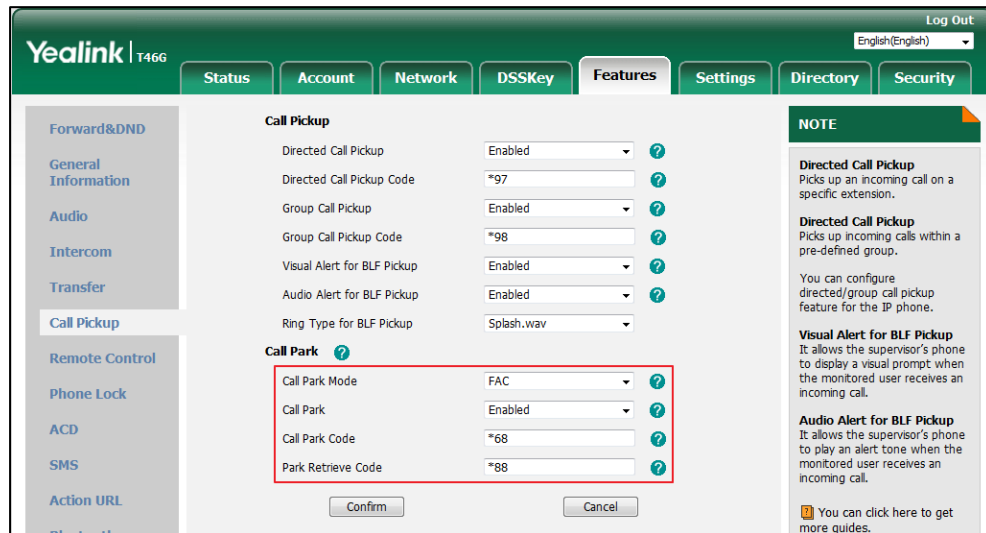 Log Out
English(English)
Yealink | T46G
Status Account Network DSSKey Features Settings Directory Security
Forward&DND
General
Information
Audio
Intercom
Transfer
Call Pickup
Remote Control
Phone Lock
ACD
SMS
Action URL
Call Pickup
Directed Call Pickup Enabled
Directed Call Pickup Code *97
Group Call Pickup Enabled
Group Call Pickup Code *98
Visual Alert for BLF Pickup Enabled
Audio Alert for BLF Pickup Enabled
Ring Type for BLF Pickup Splash.wav
Call Park
Call Park Mode FAC
Call Park Enabled
Call Park Code *68
Park Retrieve Code *88
Confirm Cancel
NOTE
Directed Call Pickup
Picks up an incoming call on a
specific extension.
Directed Call Pickup
Picks up incoming calls within a
pre-defined group.
You can configure
directed/group call pickup
feature for the IP phone.
Visual Alert for BLF Pickup
It allows the supervisor's phone
to display a visual prompt when
the monitored user receives an
incoming call.
Audio Alert for BLF Pickup
It allows the supervisor's phone
to play an alert tone when the
monitored user receives an
incoming call.
You can click here to get
more guides.